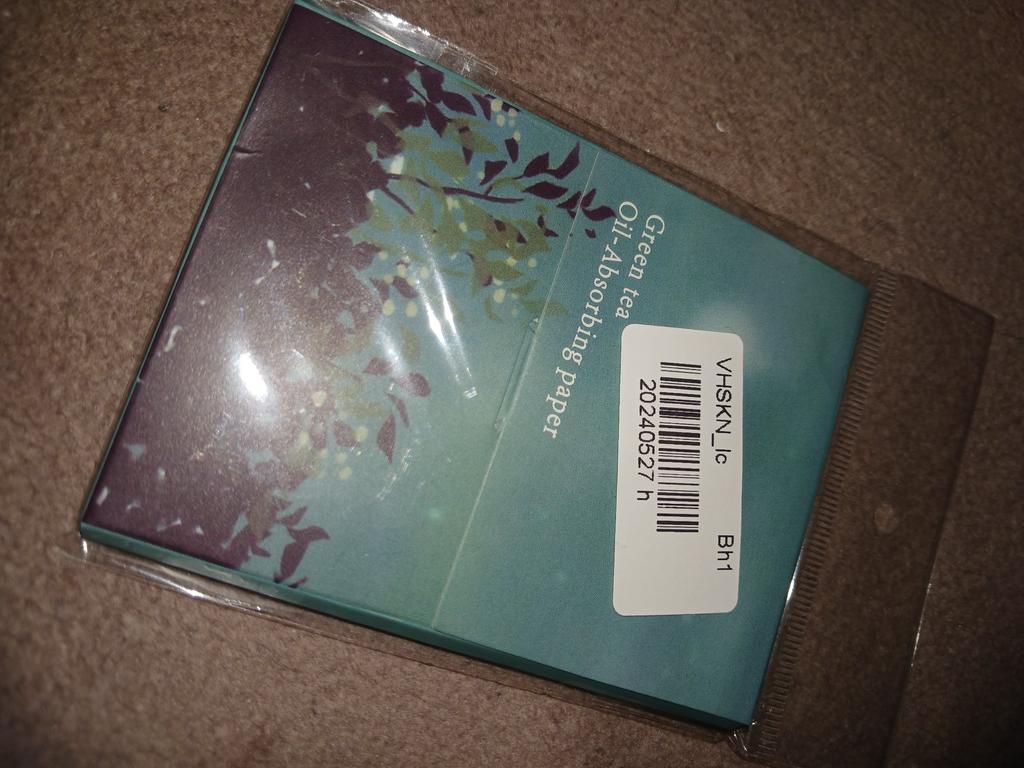 Green tea
Oil-Absorbing paper
VHSKN_lc Bh1
20240527 h